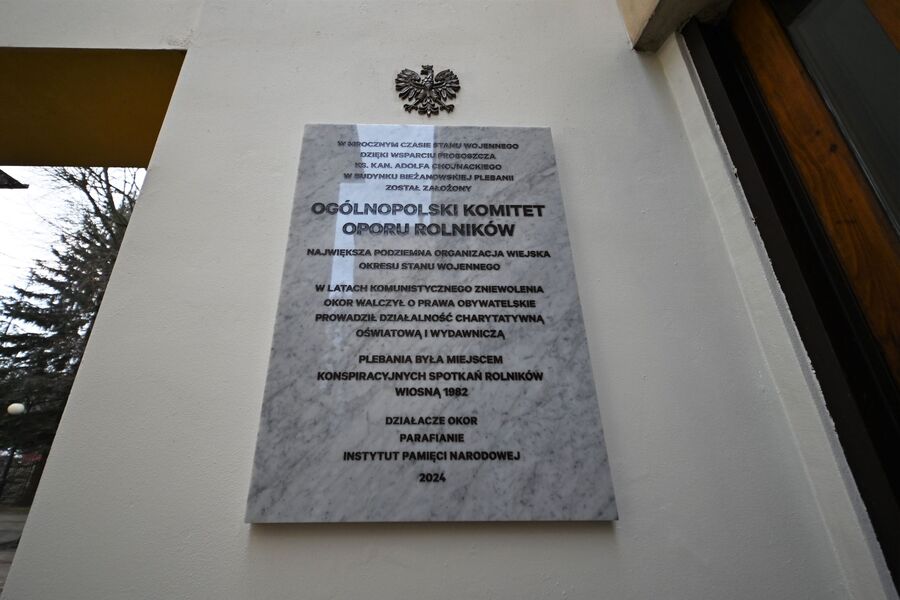 W MROCZNYM CZASIE STANU WOJENNEGO
DZIĘKI WSPARCIU PROBOSZCZA
KS. KAN. ADOLFA CHOJNACKIEGO
W BUDYNKU BIEŻANOWSKIEJ PLEBANII
ZOSTAŁ ZAŁOŻONY
OGÓLNOPOLSKI KOMITET
OPORU ROLNIKÓW
NAJWIĘKSZA PODZIEMNA ORGANIZACJA WIEJSKA
OKRESU STANU WOJENNEGO
W LATACH KOMUNISTYCZNEGO ZNIEWOLENIA
OKOR WALCZYŁ O PRAWA OBYWATELSKIE
PROWADZIŁ DZIAŁALNOŚĆ CHARYTATYWNĄ
OŚWIATOWĄ I WYDAWNICZĄ
PLEBANIA BYŁA MIEJSCEM
KONSPIRACYJNYCH SPOTKAŃ ROLNIKÓW
WIOSNĄ 1982
DZIAŁACZE OKOR
PARAFIANIE
INSTYTUT PAMIĘCI NARODOWEJ
2024